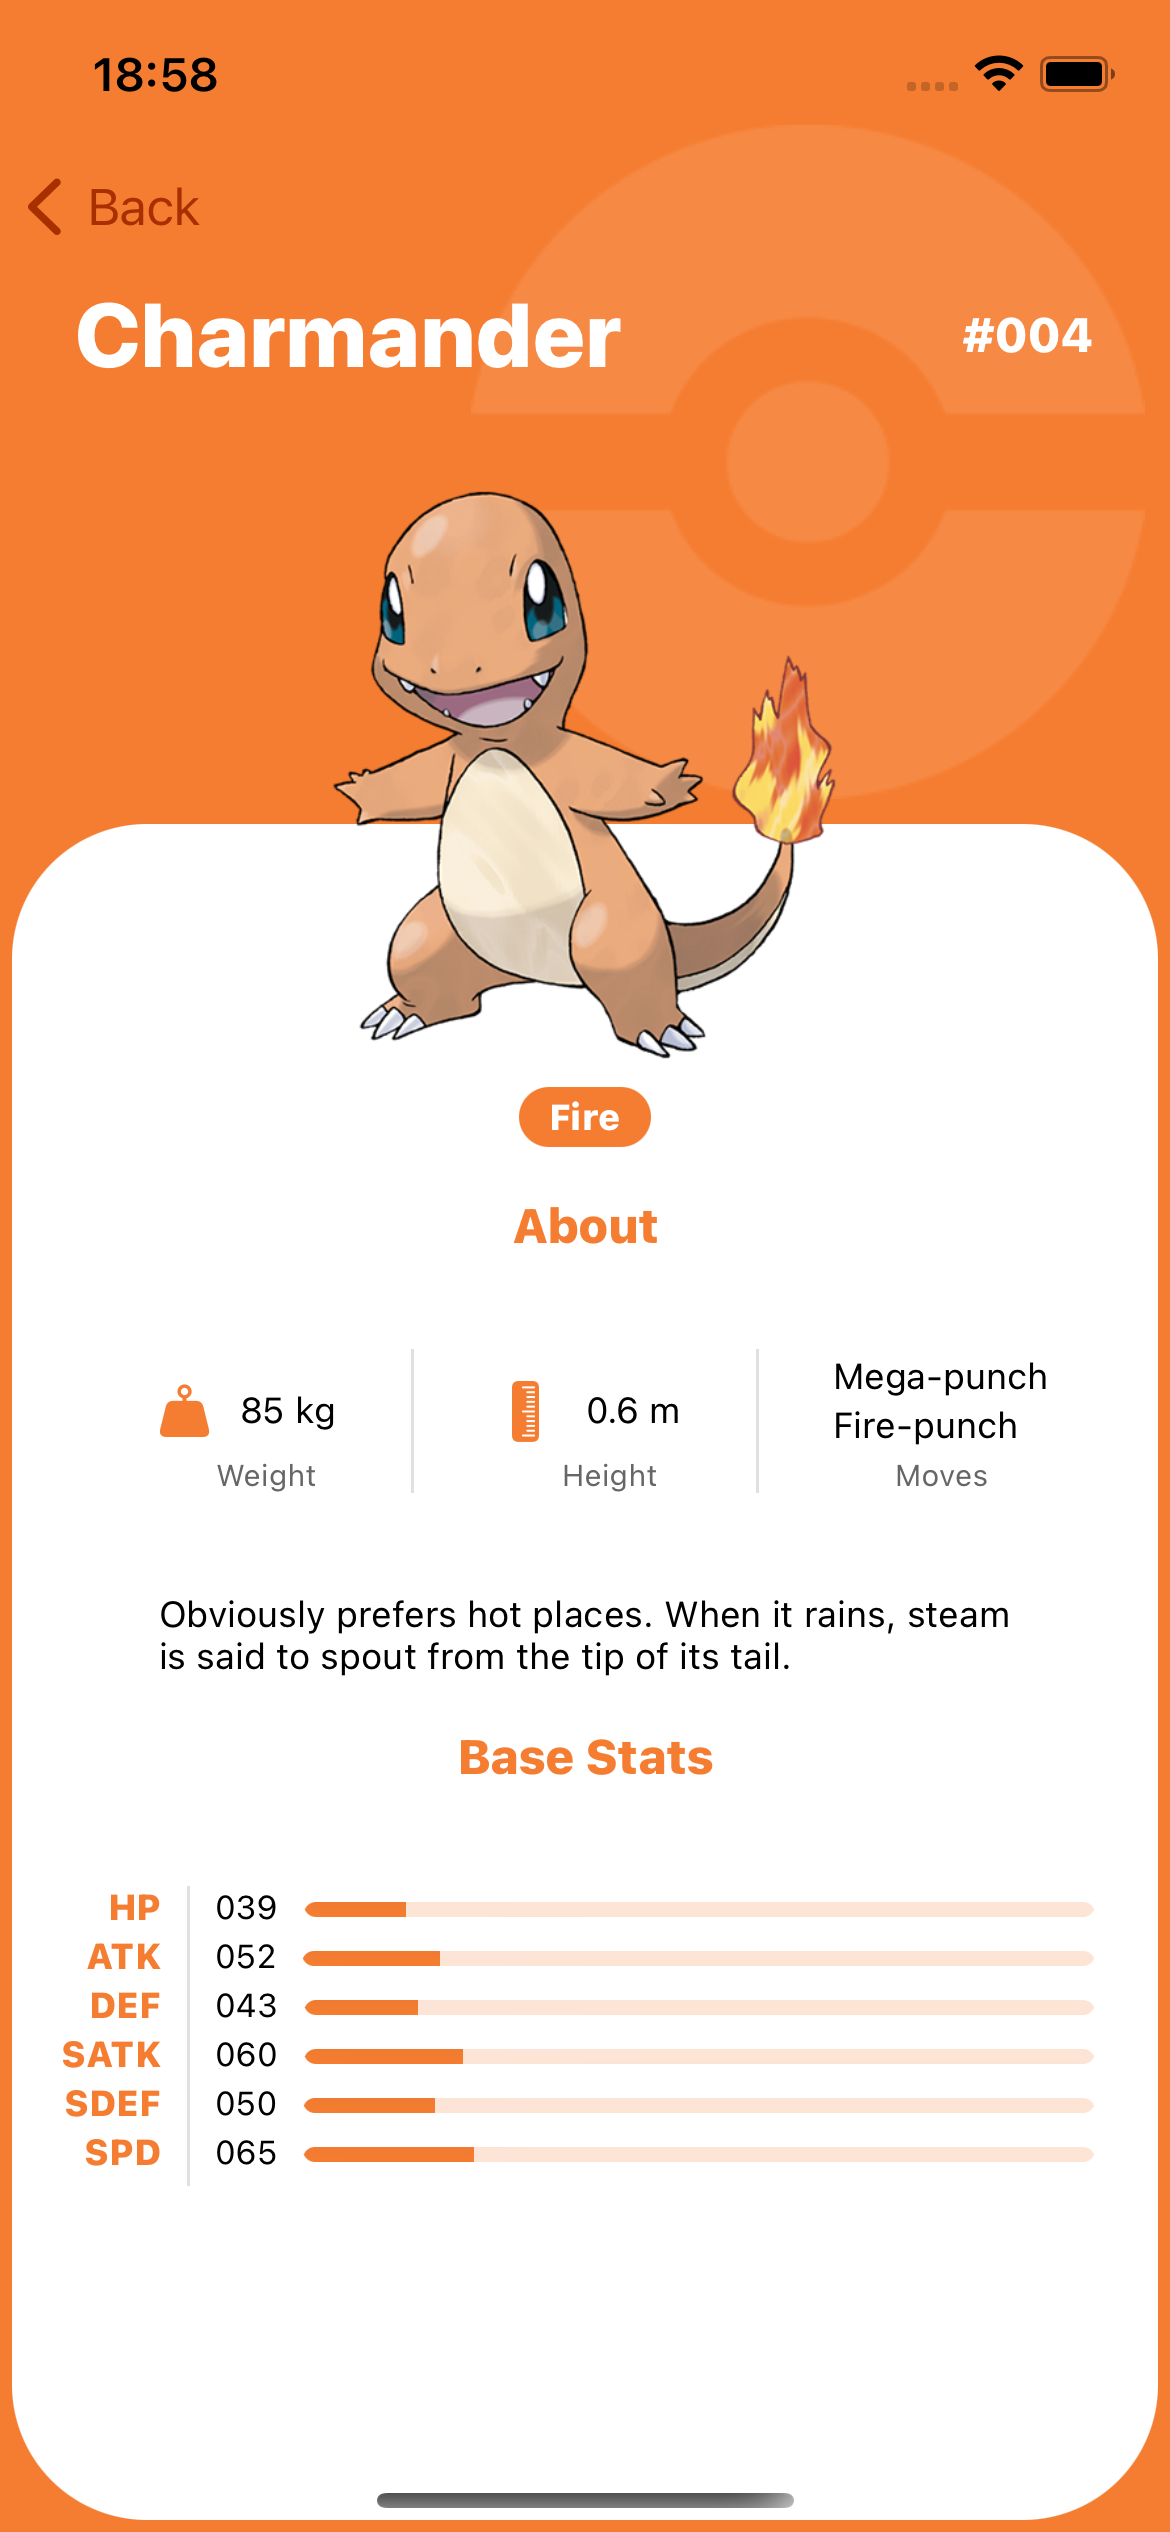 18:58
Back
Charmander
#004
Fire
About
85 kg
Weight
0.6 m
Height
Mega-punch
Fire-punch
Moves
Obviously prefers hot places. When it rains, steam
is said to spout from the tip of its tail.
Base Stats
HP 039
ATK 052
DEF 043
SATK 060
SDEF 050
SPD 065